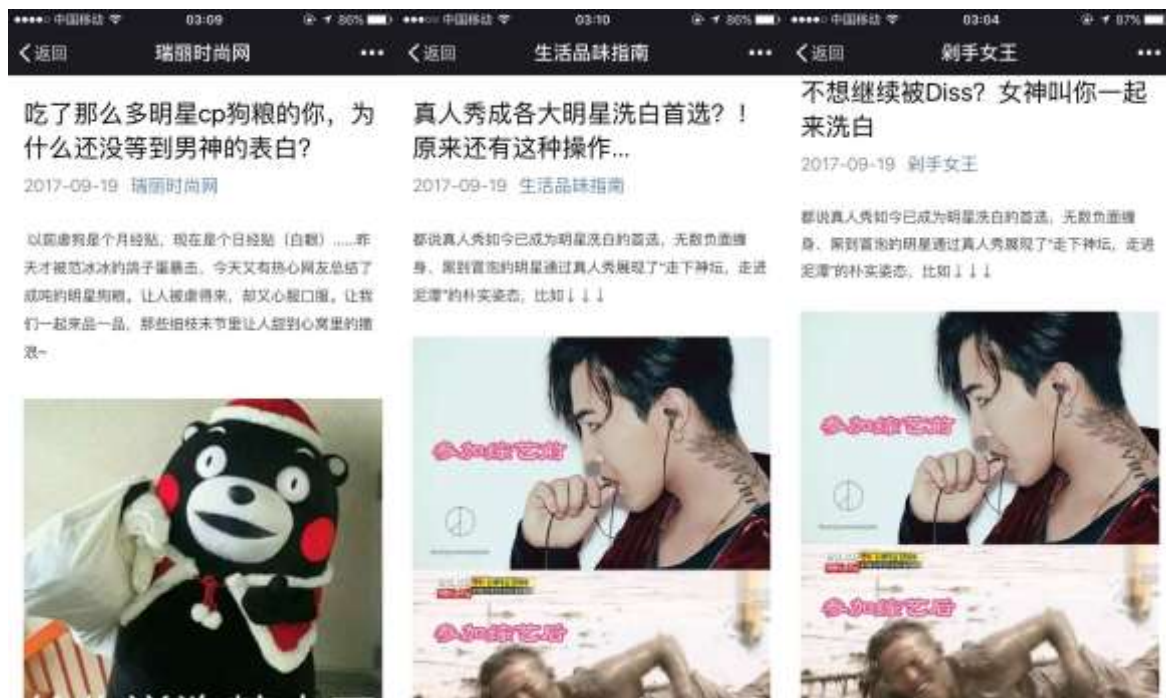 中国移动 03:09 86%
返回 瑞丽时尚网
吃了那么多明星cp狗粮的你，为
什么还没等到男神的表白？
2017-09-19 瑞丽时尚网
以前虐狗是个月经贴，现在是个日经贴（白眼）......昨
天才被范冰冰的鸽子蛋暴击，今天又有热心网友总结了
成吨的明星狗粮。让人被虐得来，却又心服口服。让我
们一起来品一品，那些细枝末节里让人甜到心窝里的撒
浪~
中国移动 03:10 86%
返回 生活品味指南
真人秀成各大明星洗白首选？！
原来还有这种操作...
2017-09-19 生活品味指南
都说真人秀如今已成为明星洗白的首选，无数负面缠
身、黑到冒泡的明星通过真人秀展现了“走下神坛，走进
泥潭”的朴实姿态，比如↓↓↓
参加综艺前
参加综艺后
中国移动 03:04 87%
返回 剁手女王
不想继续被Diss？女神叫你一起
来洗白
2017-09-19 剁手女王
都说真人秀如今已成为明星洗白的首选，无数负面缠
身、黑到冒泡的明星通过真人秀展现了“走下神坛，走进
泥潭”的朴实姿态，比如↓↓↓
参加综艺前
参加综艺后